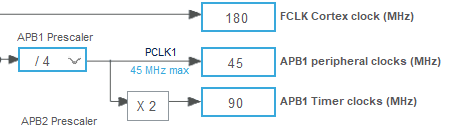 180 FCLK Cortex clock (MHz)
APB1 Prescaler
/ 4 PCLK1 45 APB1 peripheral clocks (MHz)
45 MHz max
X 2 90 APB1 Timer clocks (MHz)
APB2 Prescaler